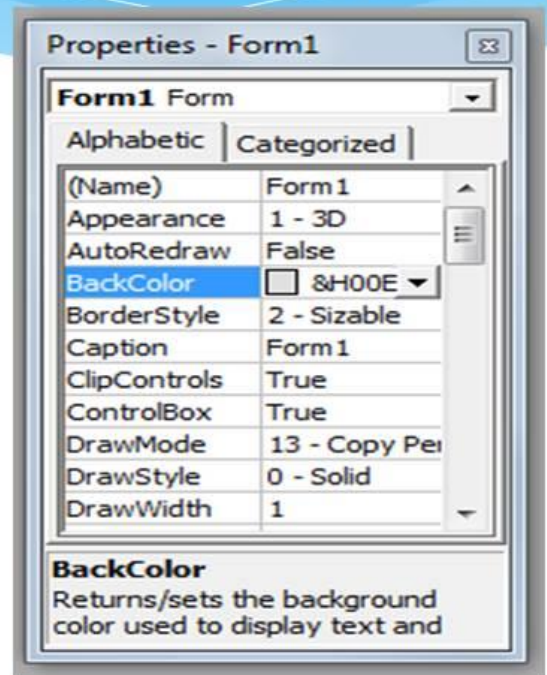 Properties - Form1
Form1 Form
Alphabetic Categorized
(Name) Form1
Appearance 1 - 3D
AutoRedraw False
BackColor &H00E
BorderStyle 2 - Sizable
Caption Form1
ClipControls True
ControlBox True
DrawMode 13 - Copy Per
DrawStyle 0 - Solid
DrawWidth 1
BackColor
Returns/sets the background
color used to display text and